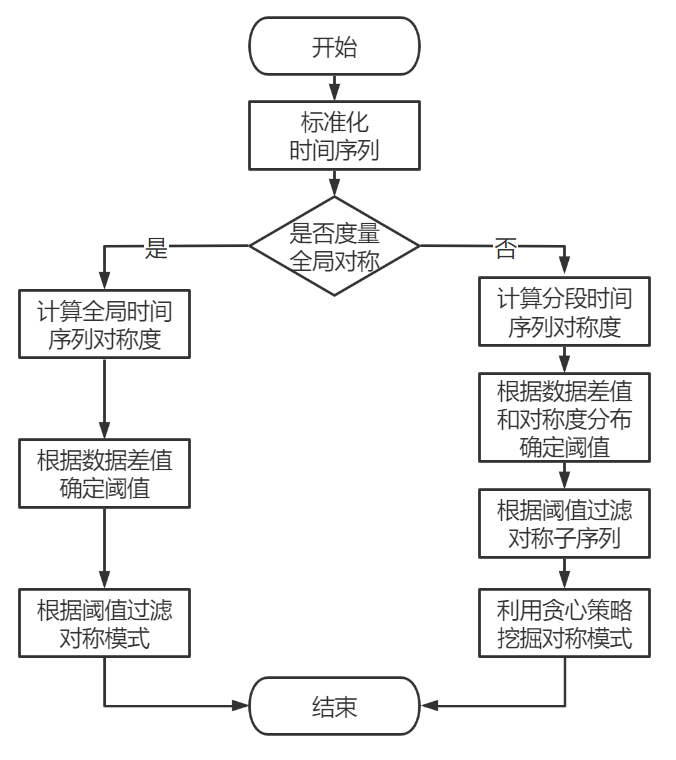 开始
标准化
时间序列
是否度量
全局对称
是
否
计算全局时间
序列对称度
根据数据差值
确定阈值
根据阈值过滤
对称模式
计算分段时间
序列对称度
根据数据差值
和对称度分布
确定阈值
根据阈值过滤
对称子序列
利用贪心策略
挖掘对称模式
结束